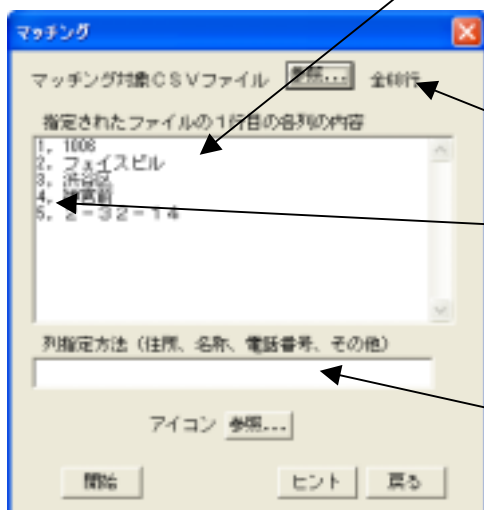 マッチング
マッチング対象CSVファイル 参照... 全68行
指定されたファイルの1行目の各列の内容
1, 1006
2, フェイスビル
3, 渋谷区
4, 神宮前
5, 2-32-14
列指定方法（住所、名称、電話番号、その他）
アイコン 参照...
開始 ヒント 戻る